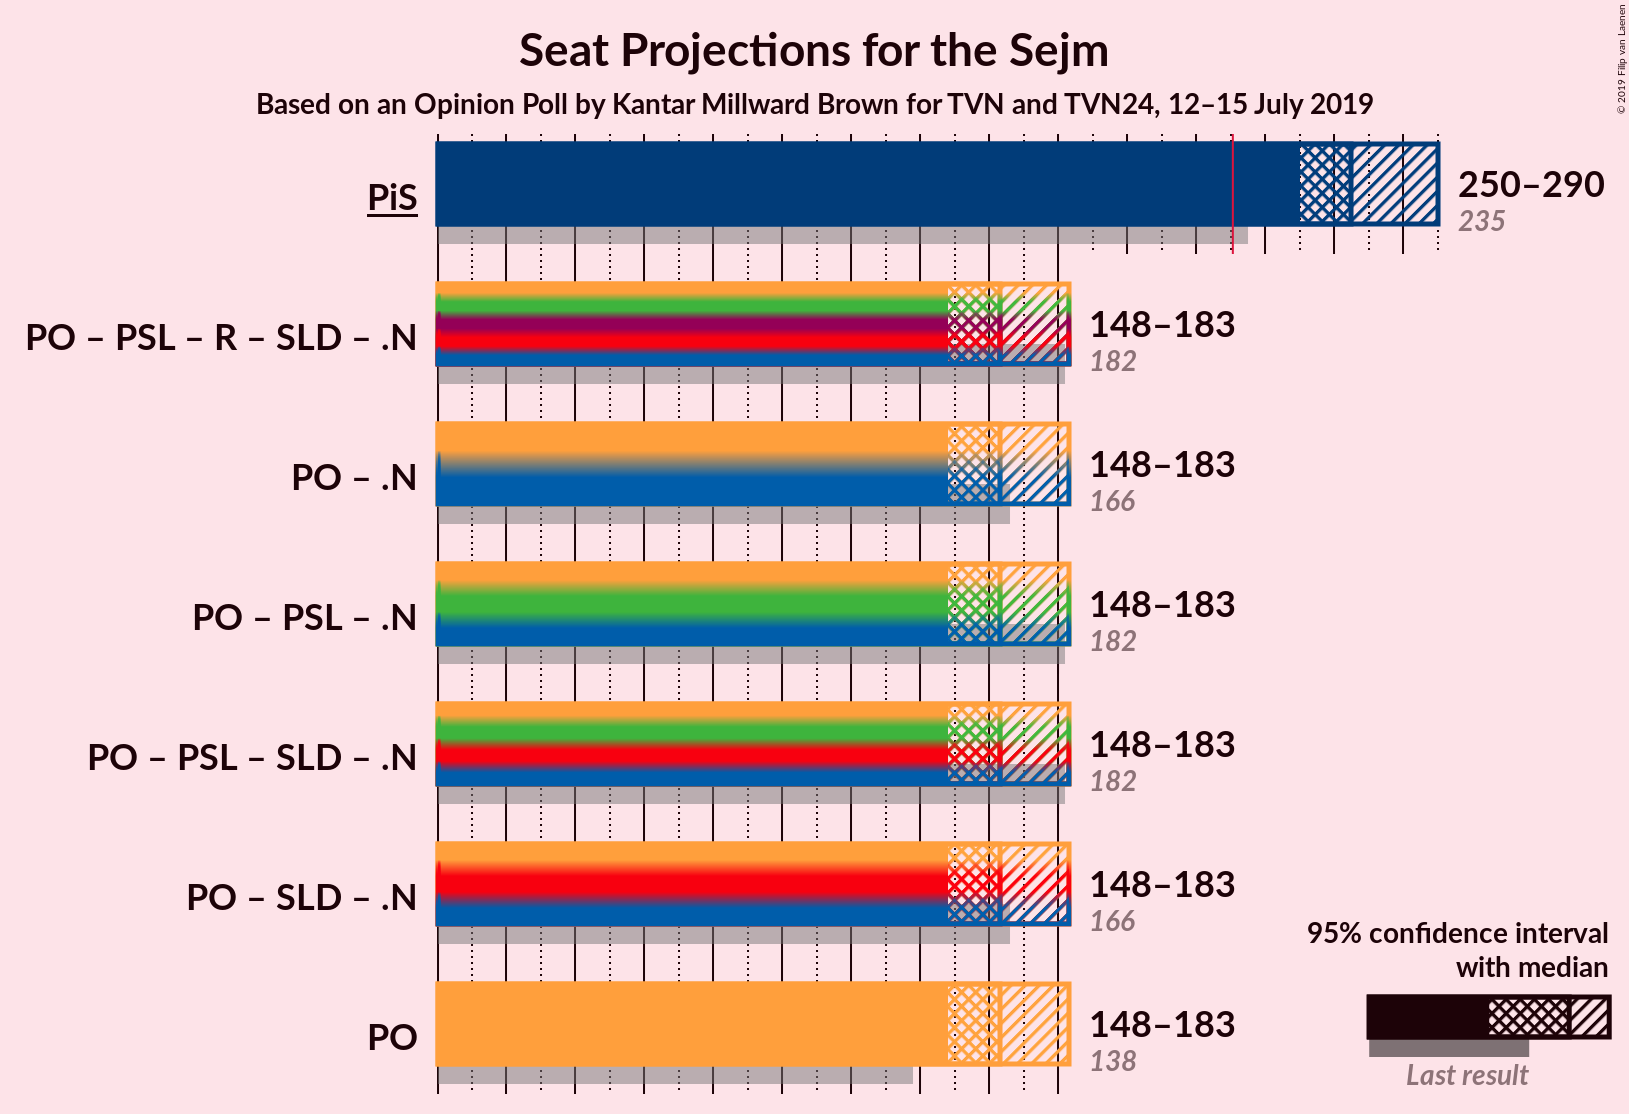 Seat Projections for the Sejm
Based on an Opinion Poll by Kantar Millward Brown for TVN and TVN24, 12–15 July 2019
© 2019 Filip van Laenen
PiS
250–290
235
PO – PSL – R – SLD – .N
148–183
182
PO – .N
148–183
166
PO – PSL – .N
148–183
182
PO – PSL – SLD – .N
148–183
182
PO – SLD – .N
148–183
166
PO
148–183
138
95% confidence interval
with median
Last result